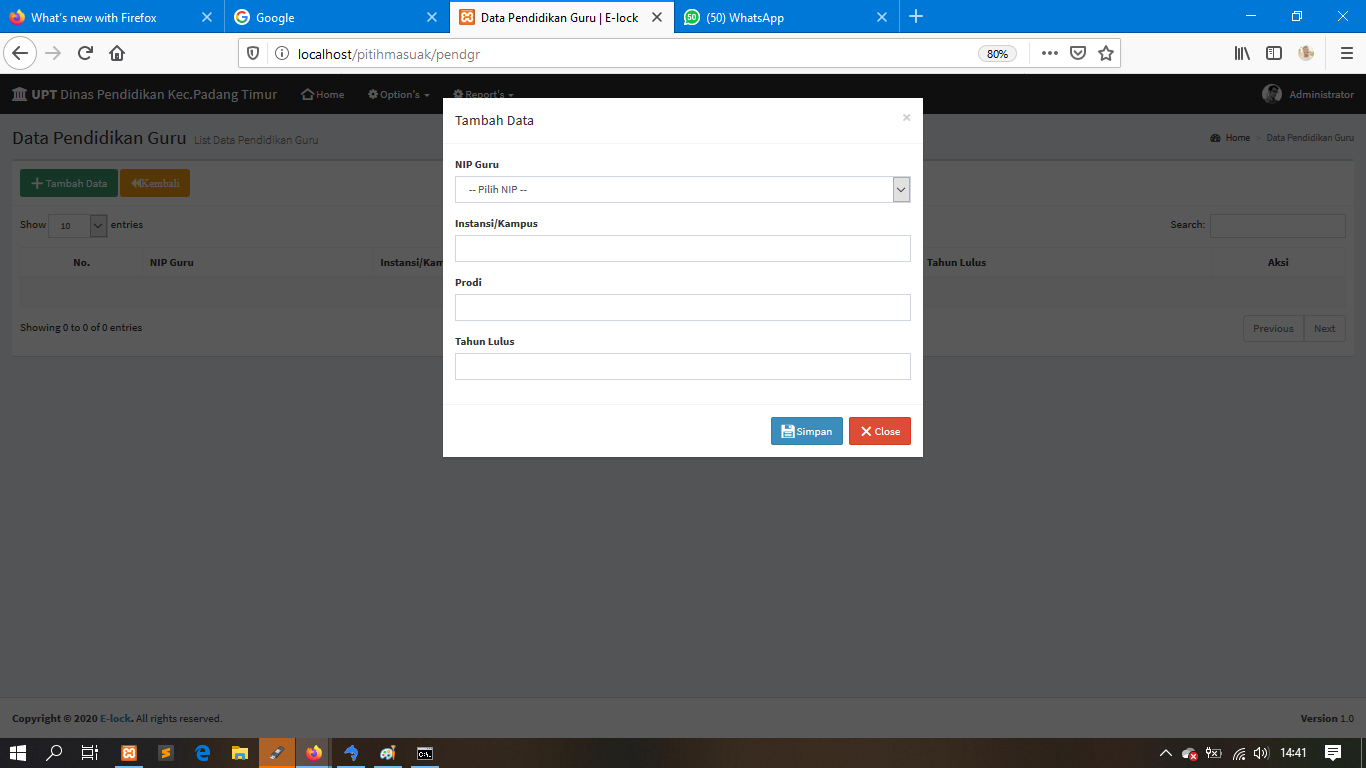 What's new with Firefox
Google
Data Pendidikan Guru | E-lock
50
(50) WhatsApp
localhost/pitihmasuak/pendgr
80%
UPT Dinas Pendidikan Kec.Padang Timur
Home
Option's
Report's
Administrator
Data Pendidikan Guru
List Data Pendidikan Guru
Home > Data Pendidikan Guru
Tambah Data
Kembali
Show 10 entries
Search:
No.
NIP Guru
Instansi/Kam
Tahun Lulus
Aksi
Showing 0 to 0 of 0 entries
Previous
Next
Tambah Data
×
NIP Guru
-- Pilih NIP --
Instansi/Kampus
Prodi
Tahun Lulus
Simpan
Close
Copyright © 2020 E-lock. All rights reserved.
Version 1.0
C:\.
14:41